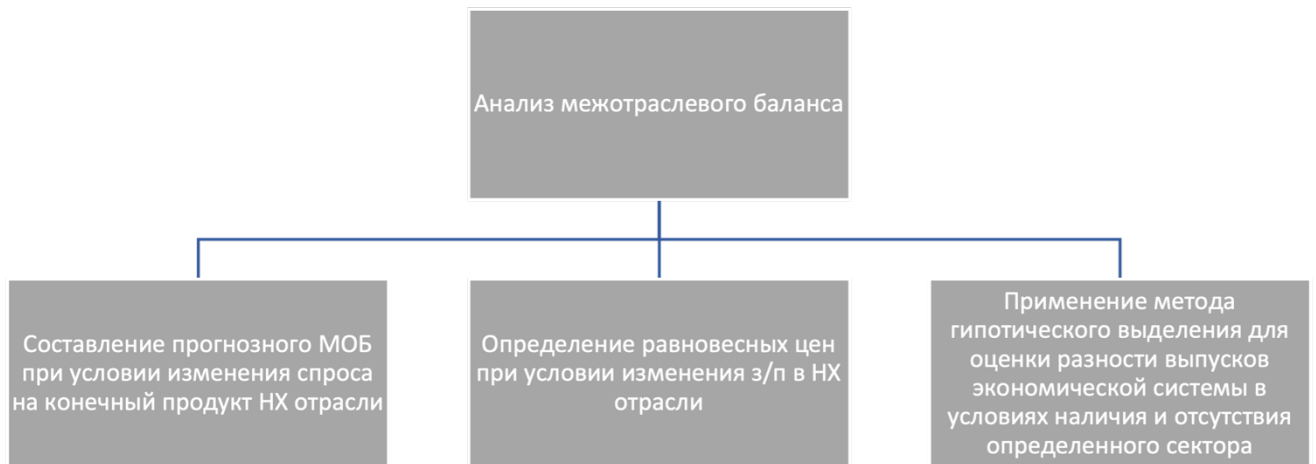 Анализ межотраслевого баланса
Составление прогнозного МОБ
при условии изменения спроса
на конечный продукт НХ отрасли
Определение равновесных цен
при условии изменения з/п в НХ
отрасли
Применение метода
гипотического выделения для
оценки разности выпусков
экономической системы в
условиях наличия и отсутствия
определенного сектора